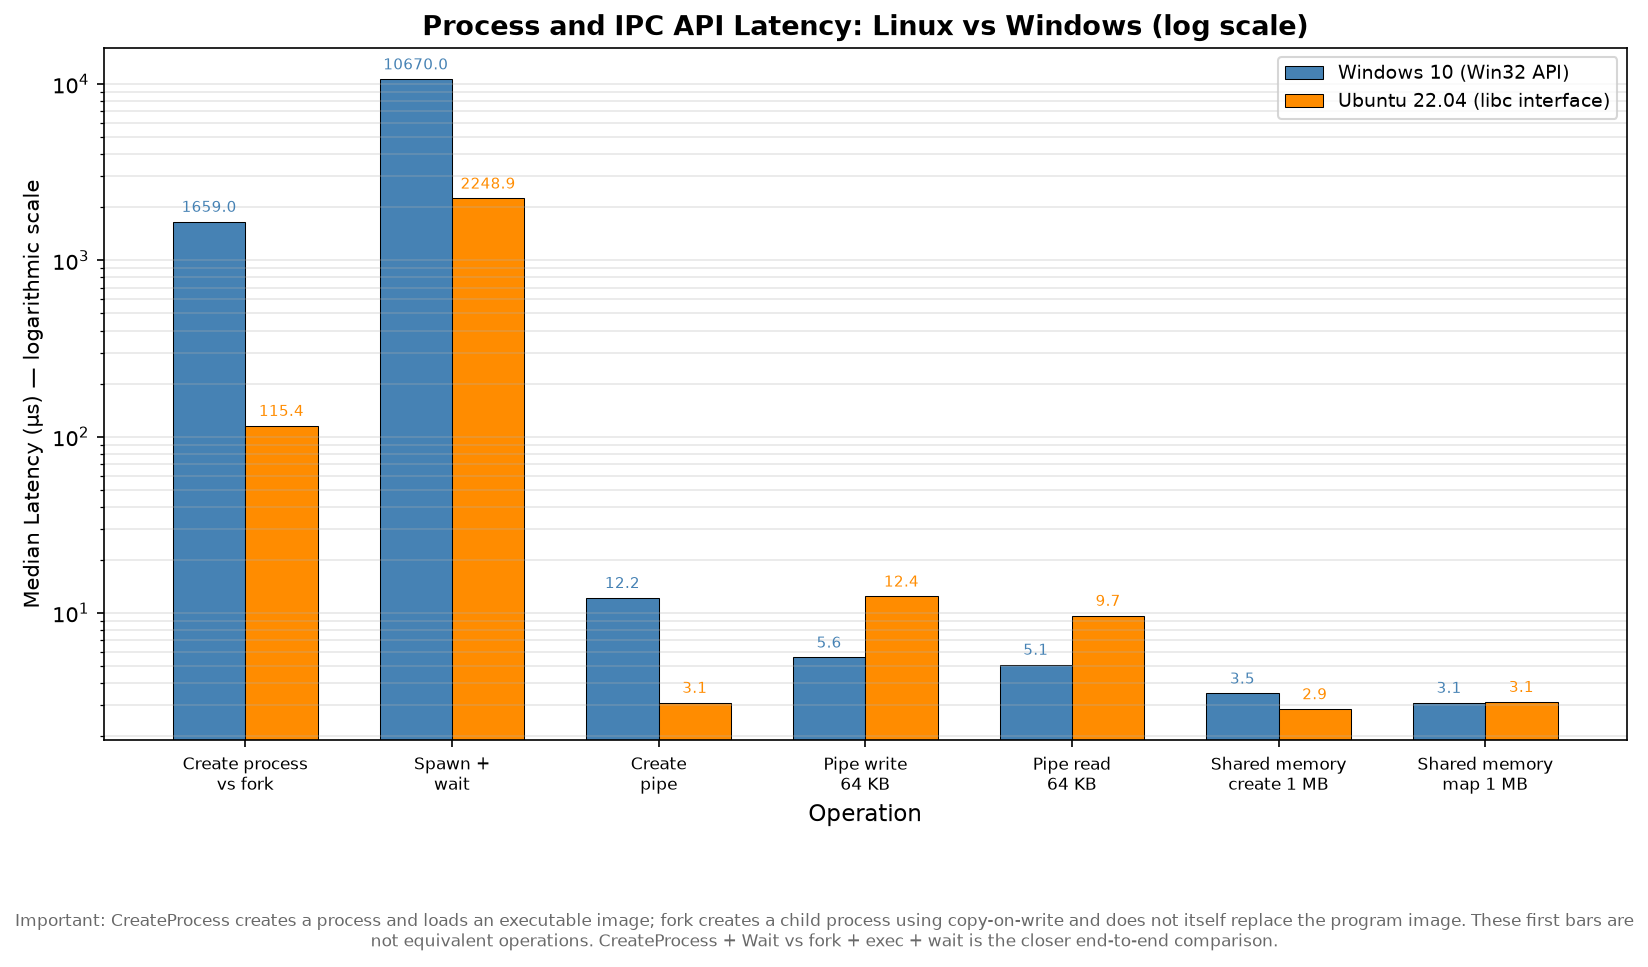 Process and IPC API Latency: Linux vs Windows (log scale)
Windows 10 (Win32 API)
Ubuntu 22.04 (libc interface)
Median Latency (µs) — logarithmic scale
10⁴
10³
10²
10¹
1659.0
115.4
10670.0
2248.9
12.2
3.1
5.6
12.4
5.1
9.7
3.5
2.9
3.1
3.1
Create process
vs fork
Spawn +
wait
Create
pipe
Pipe write
64 KB
Pipe read
64 KB
Shared memory
create 1 MB
Shared memory
map 1 MB
Operation
Important: CreateProcess creates a process and loads an executable image; fork creates a child process using copy-on-write and does not itself replace the program image. These first bars are
not equivalent operations. CreateProcess + Wait vs fork + exec + wait is the closer end-to-end comparison.